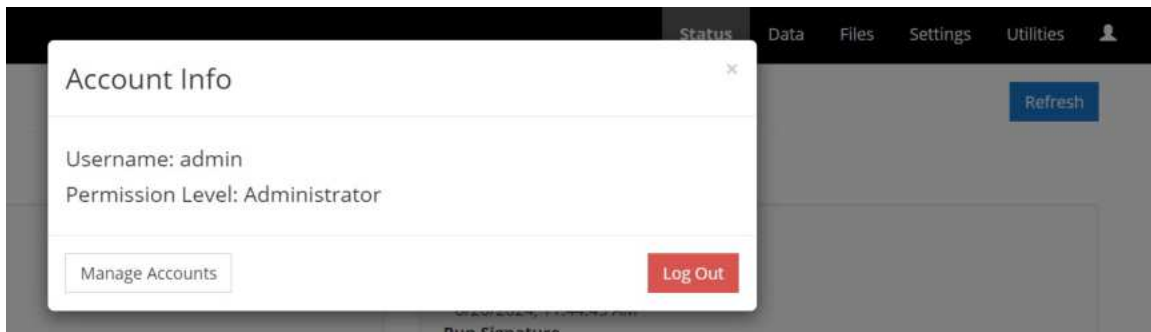 Status Data Files Settings Utilities
Account Info ×
Refresh
Username: admin
Permission Level: Administrator
Manage Accounts Log Out